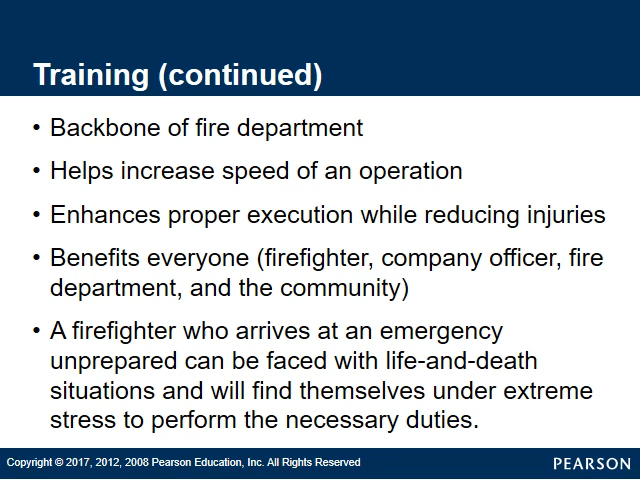 Training (continued)
• Backbone of fire department
• Helps increase speed of an operation
• Enhances proper execution while reducing injuries
• Benefits everyone (firefighter, company officer, fire
department, and the community)
• A firefighter who arrives at an emergency
unprepared can be faced with life-and-death
situations and will find themselves under extreme
stress to perform the necessary duties.
Copyright © 2017, 2012, 2008 Pearson Education, Inc. All Rights Reserved
PEARSON